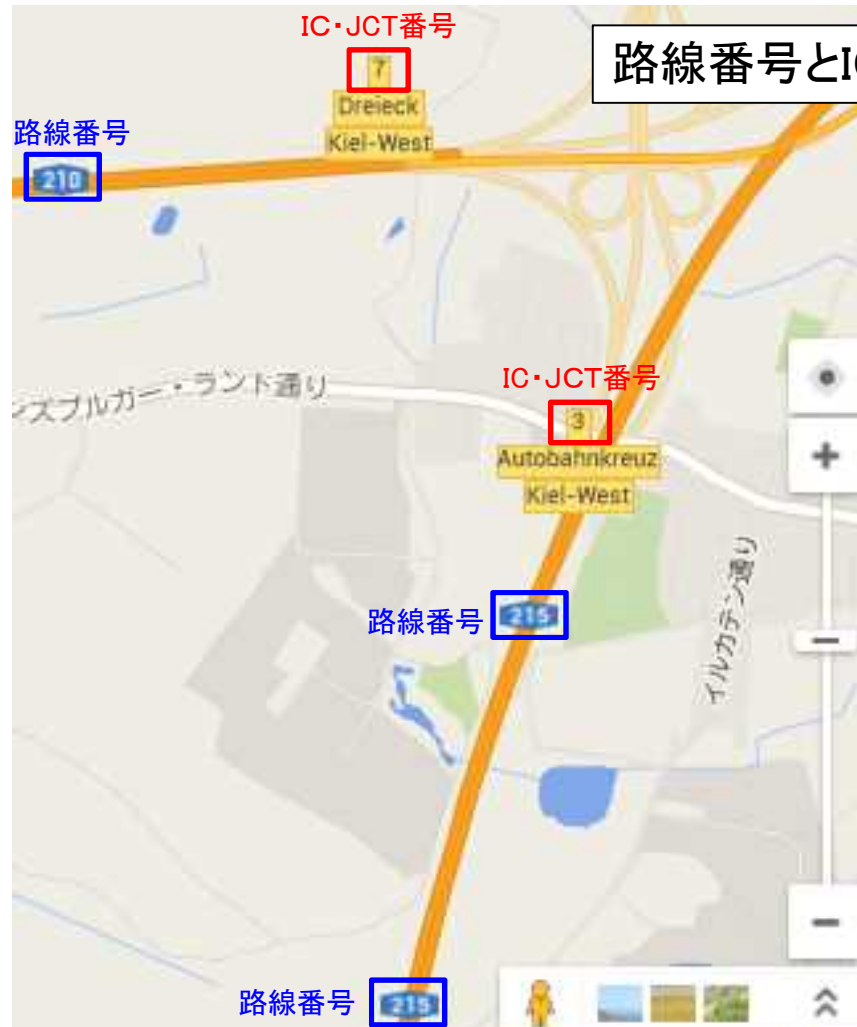 IC・JCT番号
路線番号とI
7
Dreieck
Kiel-West
路線番号
210
ンズブルガー・ラント通り
IC・JCT番号
3
Autobahnkreuz
Kiel-West
イルカテン通り
路線番号
215
路線番号
215